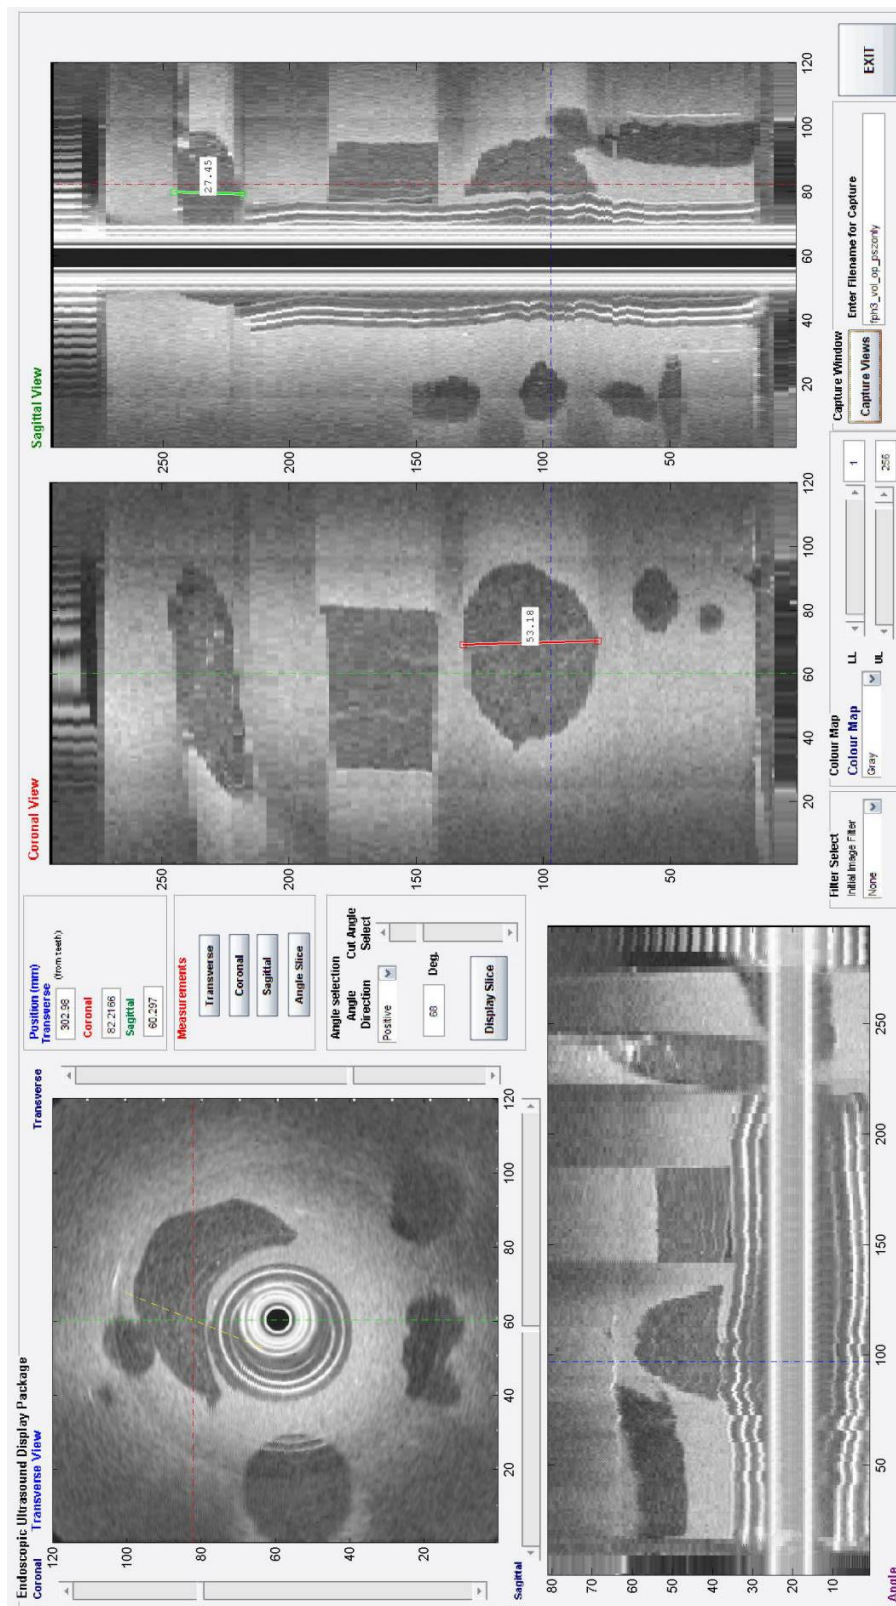 Endoscopic Ultrasound Display Package
Coronal
Transverse View
Transverse
120
100
80
60
40
20
20
40
60
80
100
120
Sagittal
Position (mm)
Transverse
(from teeth)
302.98
Coronal
82.2166
Sagittal
60.297
Measurements
Transverse
Coronal
Sagittal
Angle Slice
Angle selection
Angle Direction
Cut Angle Select
Positive
68
Deg.
Display Slice
Coronal View
250
200
150
100
50
20
40
60
80
100
120
53.18
Sagittal View
250
200
150
100
50
20
40
60
80
100
120
27.45
80
70
60
50
40
30
20
10
50
100
150
200
250
Angle
Filter Select
Initial Image Filter
None
Colour Map
Colour Map
Gray
LL
1
UL
256
Capture Window
Capture Views
Enter Filename for Capture
fph3_vol_op_ps2only
EXIT